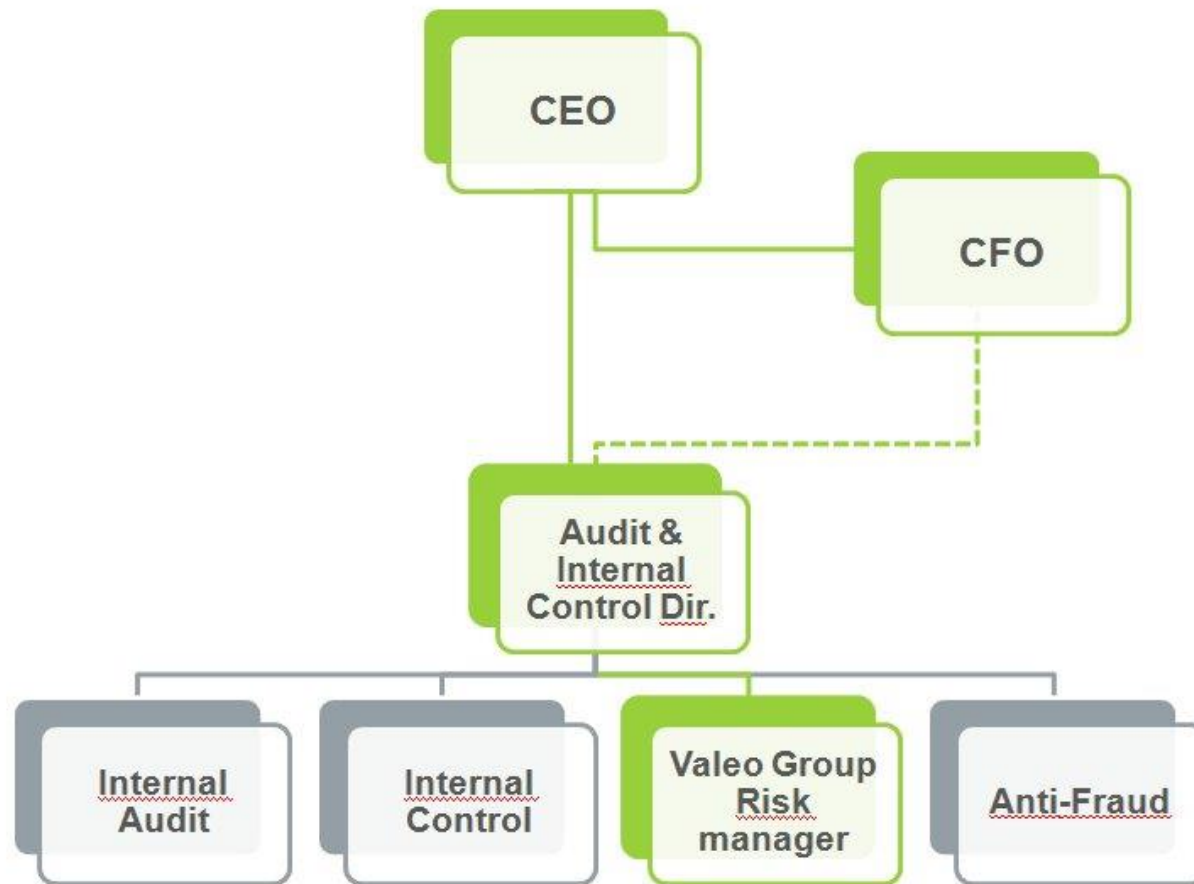 CEO
CFO
Audit &
Internal
Control Dir.
Internal
Audit
Internal
Control
Valeo Group
Risk
manager
Anti-Fraud